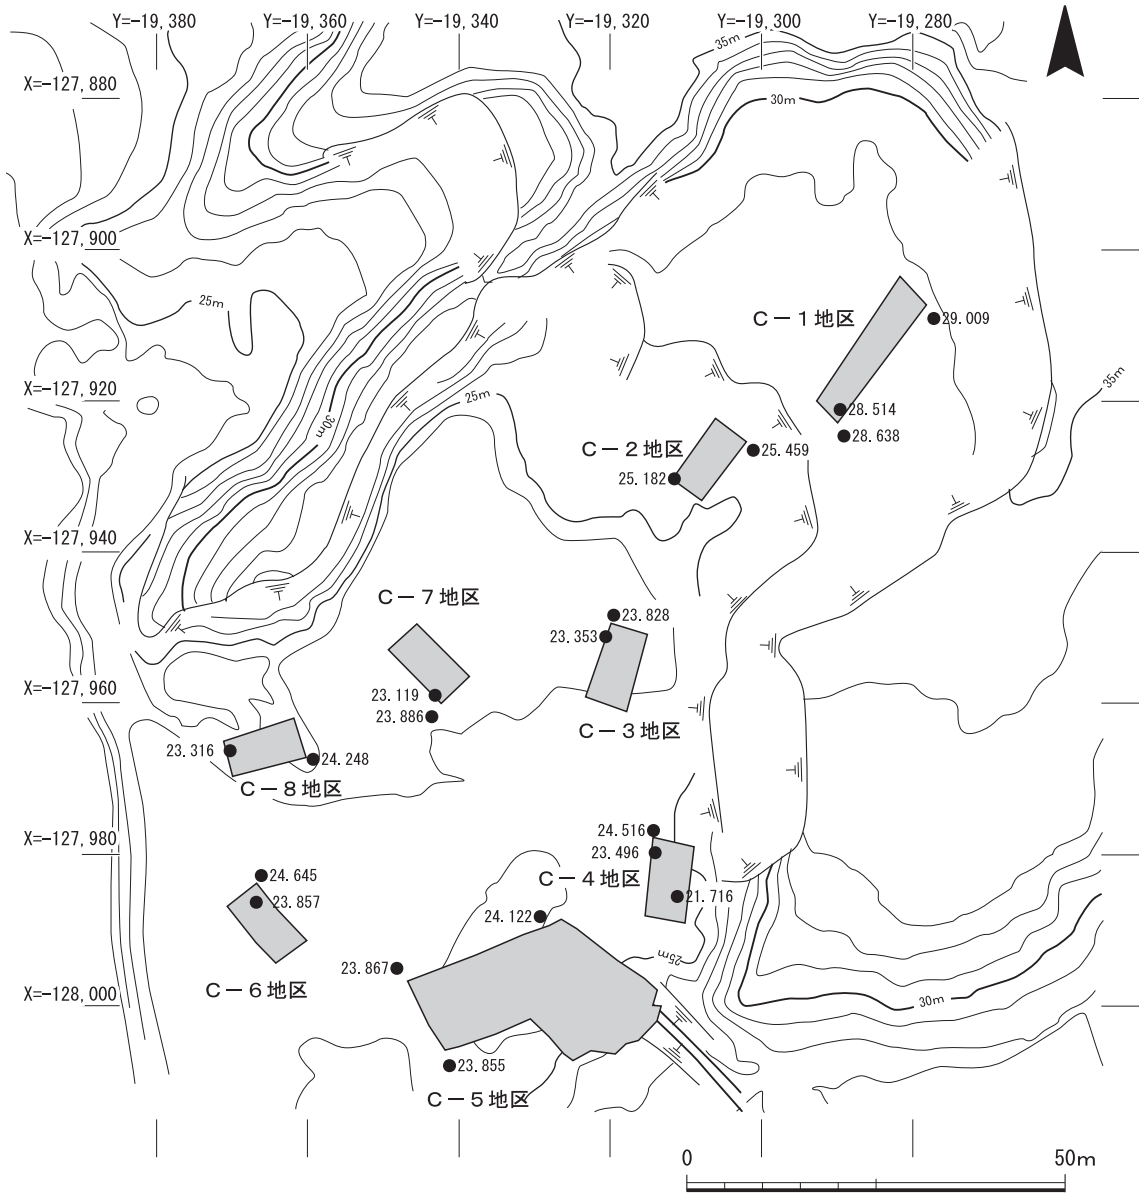 Y=-19,380 Y=-19,360 Y=-19,340 Y=-19,320 Y=-19,300 Y=-19,280
35m
X=-127,880
30m
X=-127,900
25m
C-1地区
29.009
X=-127,920
35m
25m
28.514
30m
28.638
C-2地区
25.459
25.182
X=-127,940
C-7地区
23.828
23.353
X=-127,960
23.119
23.886
C-3地区
23.316
24.248
C-8地区
24.516
X=-127,980
23.496
C-4地区
24.645
21.716
23.857
24.122
25m
23.867
C-6地区
X=-128,000
30m
23.855
C-5地区
0 50m